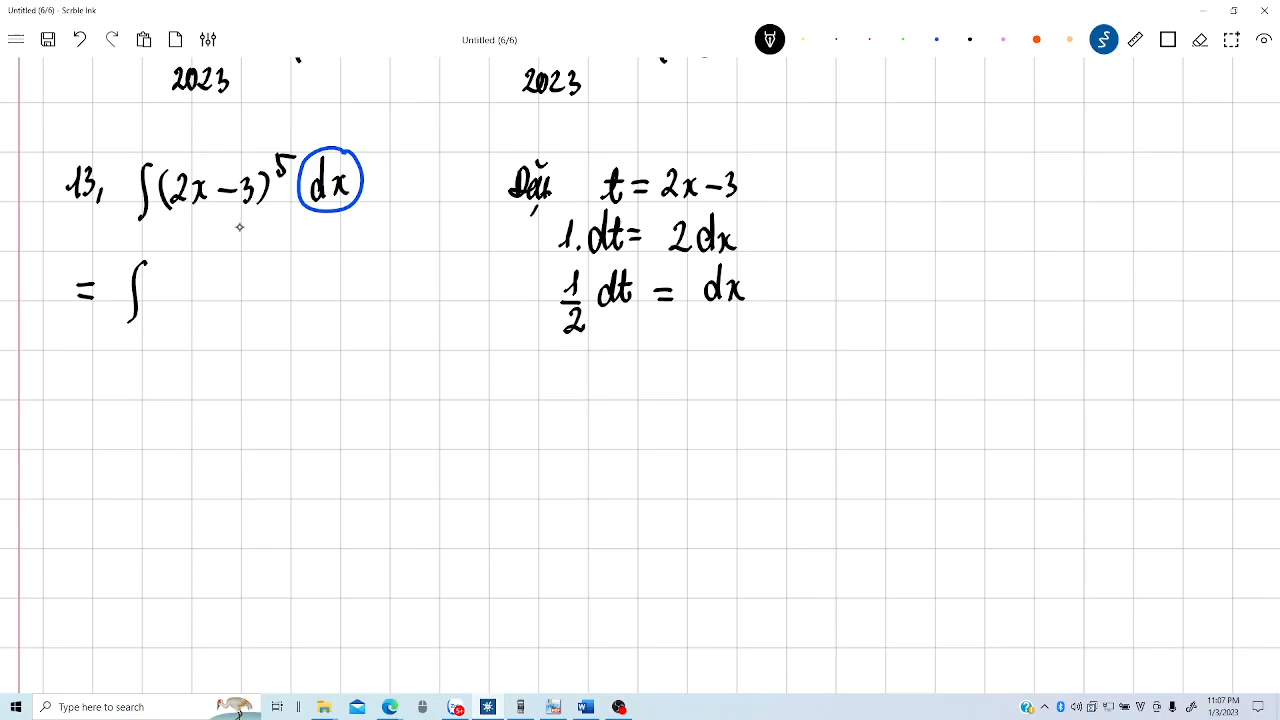 Untitled (6/6) - Scrble Ink
Untitled (6/6)
2023 2023
13, ∫(2x-3)^5 dx Đặt t = 2x-3
1.dt = 2dx
= ∫ 1/2 dt = dx
Type here to search
11:07 PM
1/3/2023